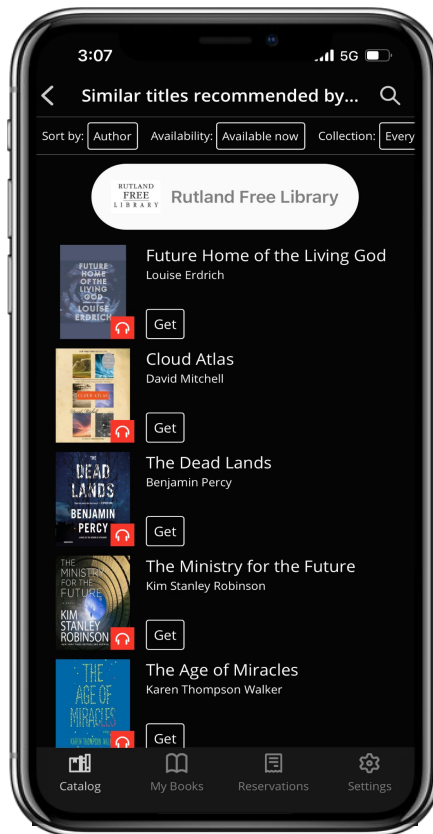 3:07
5G
Similar titles recommended by...
Sort by: Author Availability: Available now Collection: Every
RUTLAND
FREE
LIBRARY
Rutland Free Library
FUTURE
HOME
OF THE
LIVING
GOD
LOUISE
ERDRICH
Future Home of the Living God
Louise Erdrich
Get
CLOUD ATLAS
Cloud Atlas
David Mitchell
Get
THE
DEAD
LANDS
BENJAMIN
PERCY
The Dead Lands
Benjamin Percy
Get
THE
MINISTRY
FOR THE
FUTURE
KIM
STANLEY
ROBINSON
The Ministry for the Future
Kim Stanley Robinson
Get
THE
AGE OF
MIRACLES
The Age of Miracles
Karen Thompson Walker
Get
Catalog
My Books
Reservations
Settings